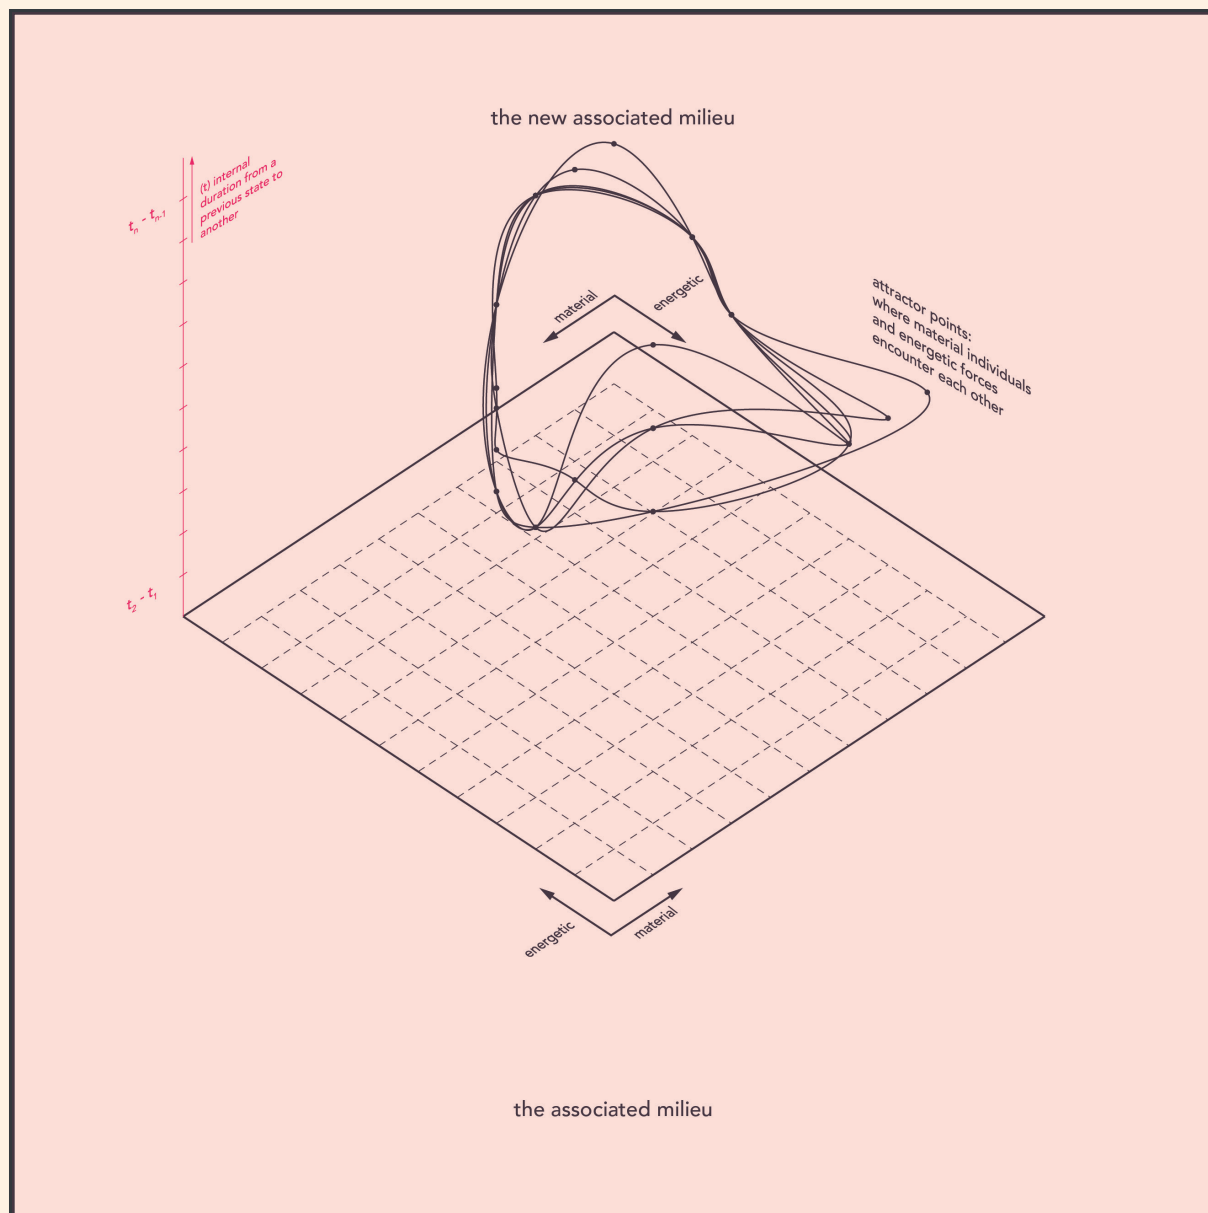 the new associated milieu
(t) internal
duration from a
previous state to
another
tn - tn-1
material
energetic
attractor points:
where material individuals
and energetic forces
encounter each other
t2 - t1
energetic
material
the associated milieu